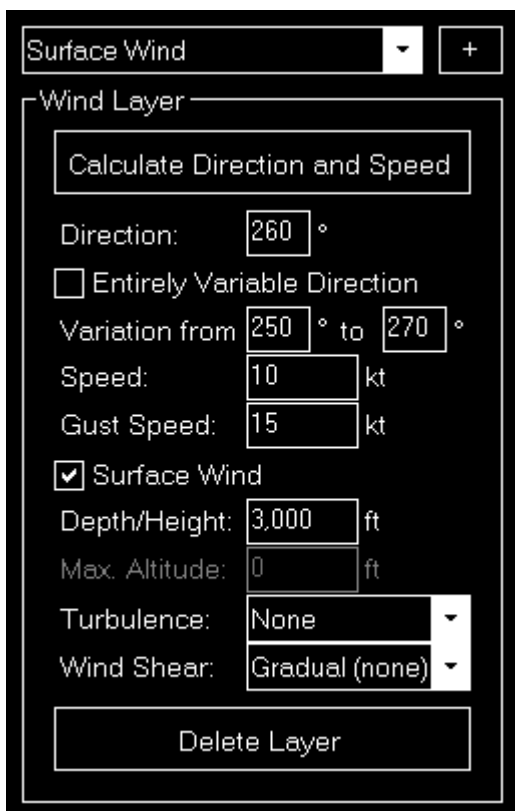 Surface Wind +
Wind Layer
Calculate Direction and Speed
Direction: 260 °
Entirely Variable Direction
Variation from 250 ° to 270 °
Speed: 10 kt
Gust Speed: 15 kt
Surface Wind
Depth/Height: 3,000 ft
Max. Altitude: 0 ft
Turbulence: None
Wind Shear: Gradual (none)
Delete Layer